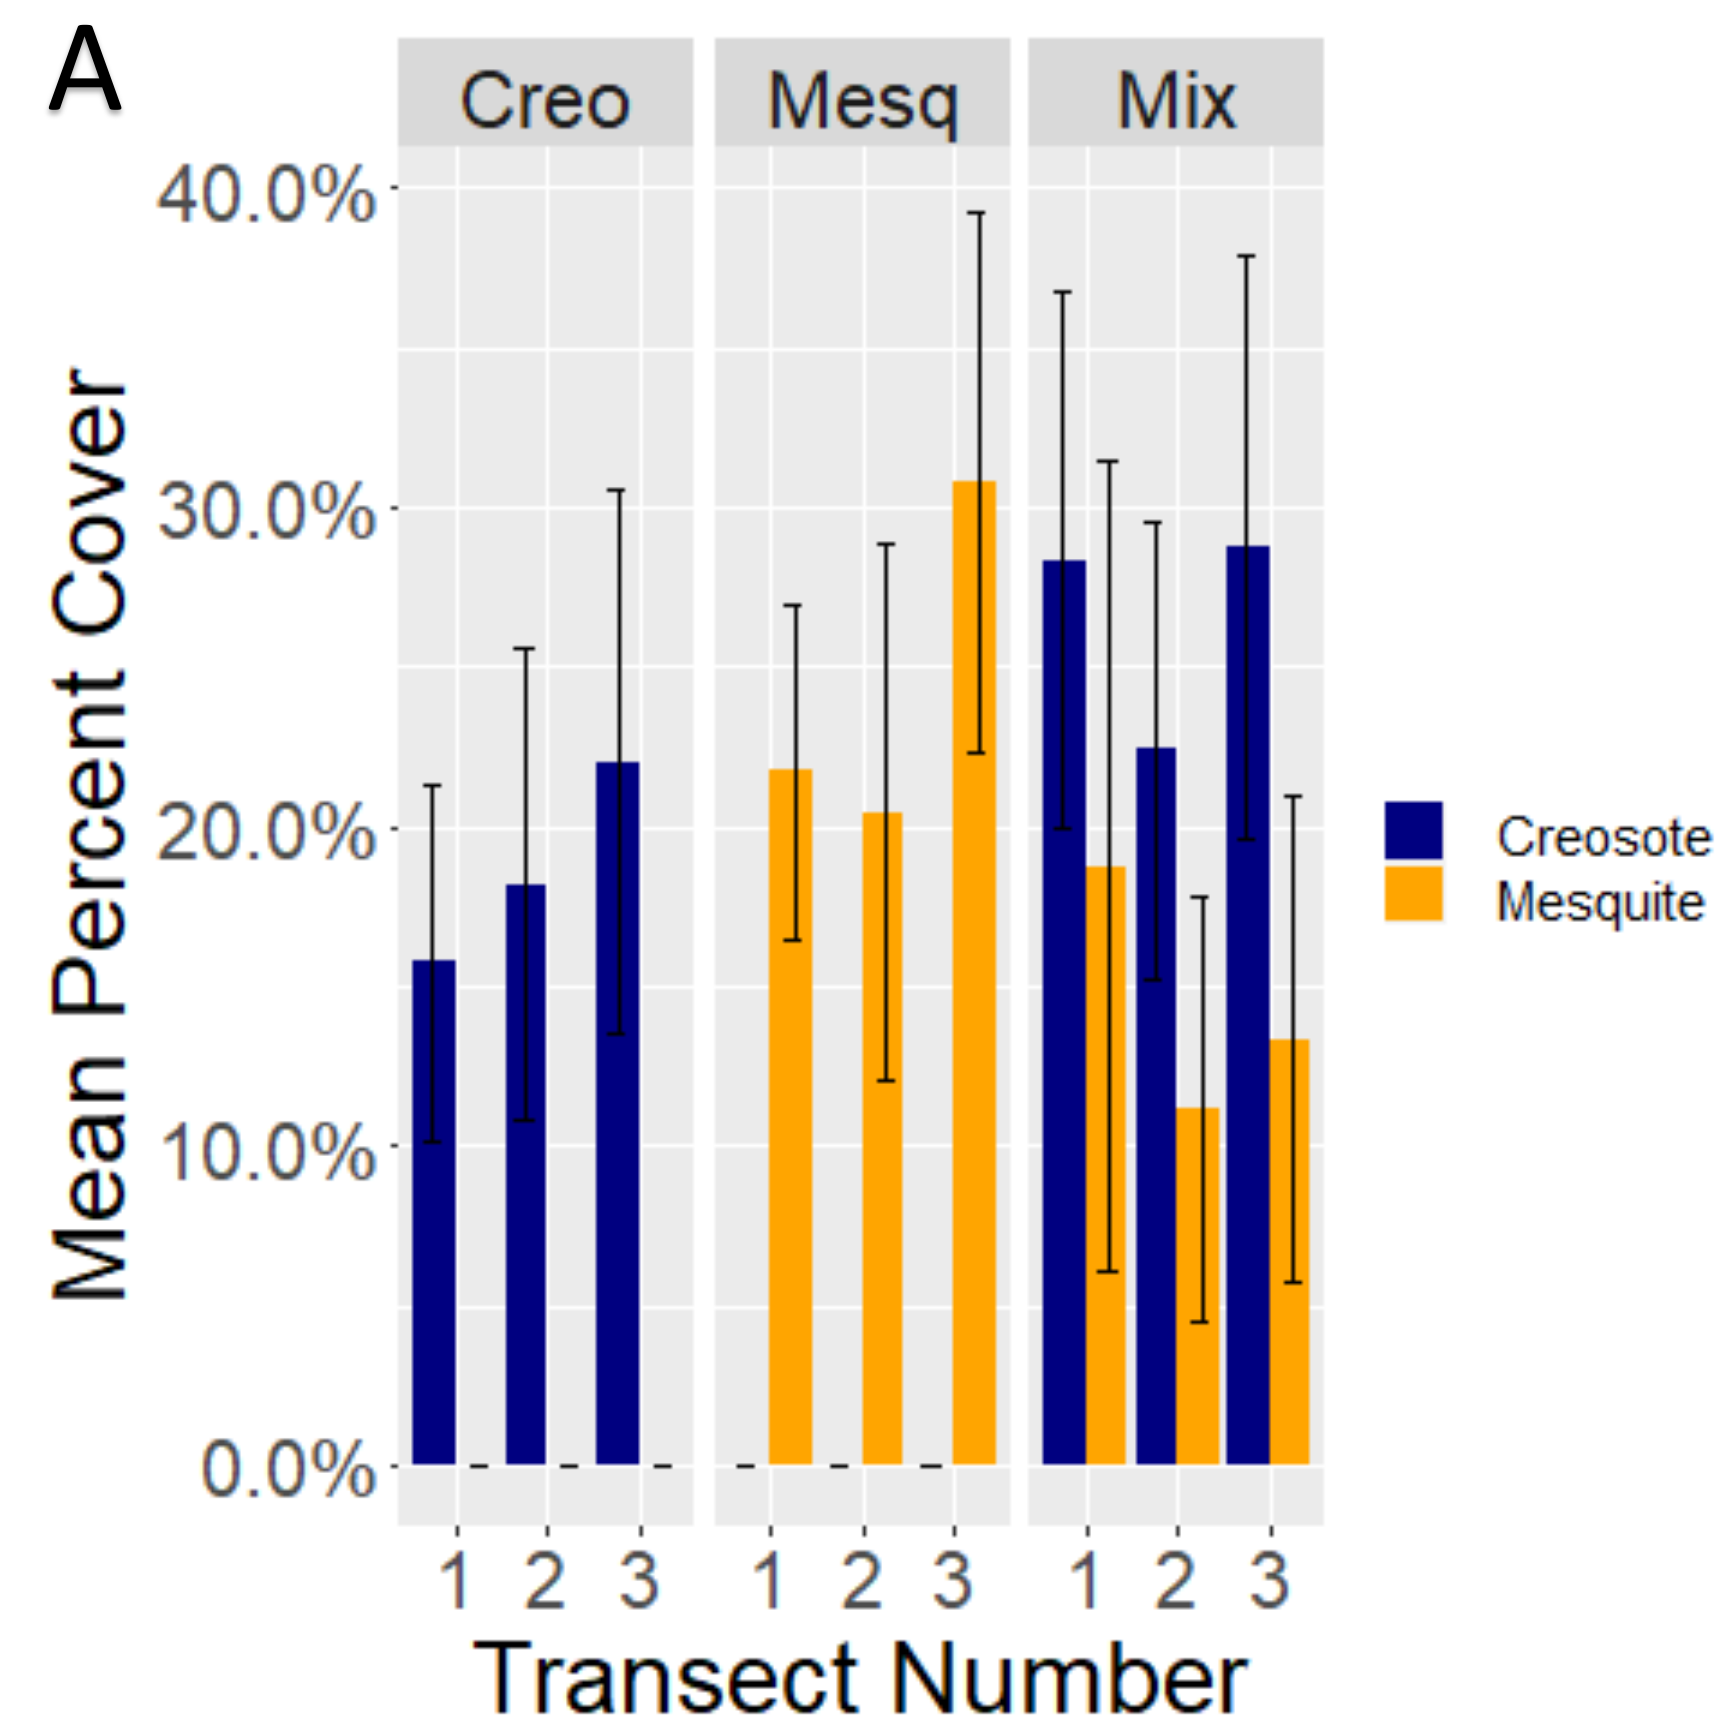 A
Creo Mesq Mix
40.0%
30.0%
20.0%
10.0%
0.0%
Mean Percent Cover
1 2 3 1 2 3 1 2 3
Transect Number
Creosote
Mesquite